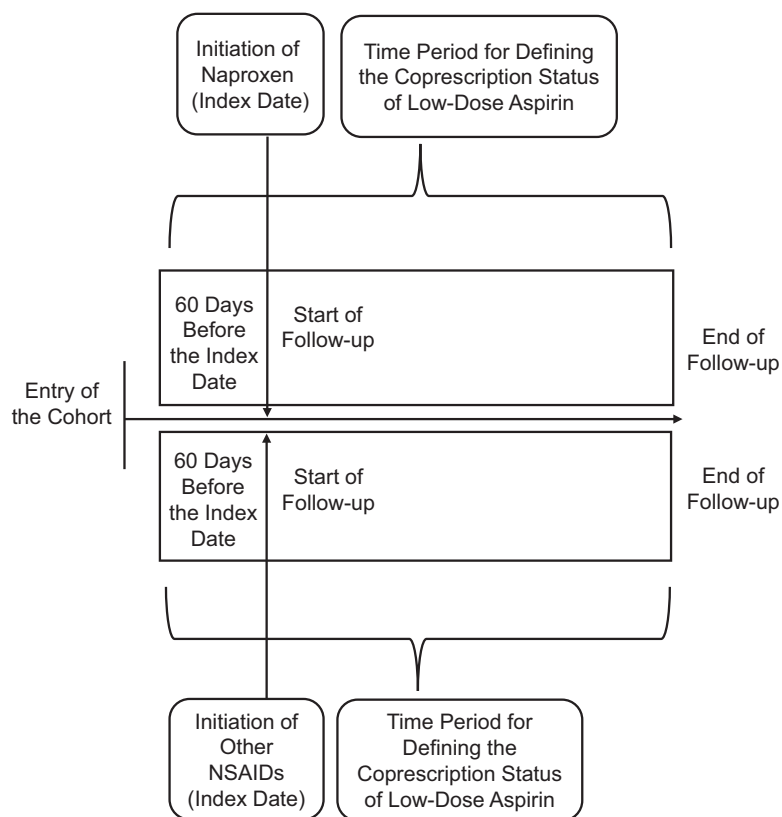 Initiation of
Naproxen
(Index Date)
Time Period for Defining
the Coprescription Status
of Low-Dose Aspirin
60 Days
Before
the Index
Date
Start of
Follow-up
End of
Follow-up
Entry of
the Cohort
60 Days
Before
the Index
Date
Start of
Follow-up
End of
Follow-up
Initiation of
Other
NSAIDs
(Index Date)
Time Period for
Defining the
Coprescription Status
of Low-Dose Aspirin